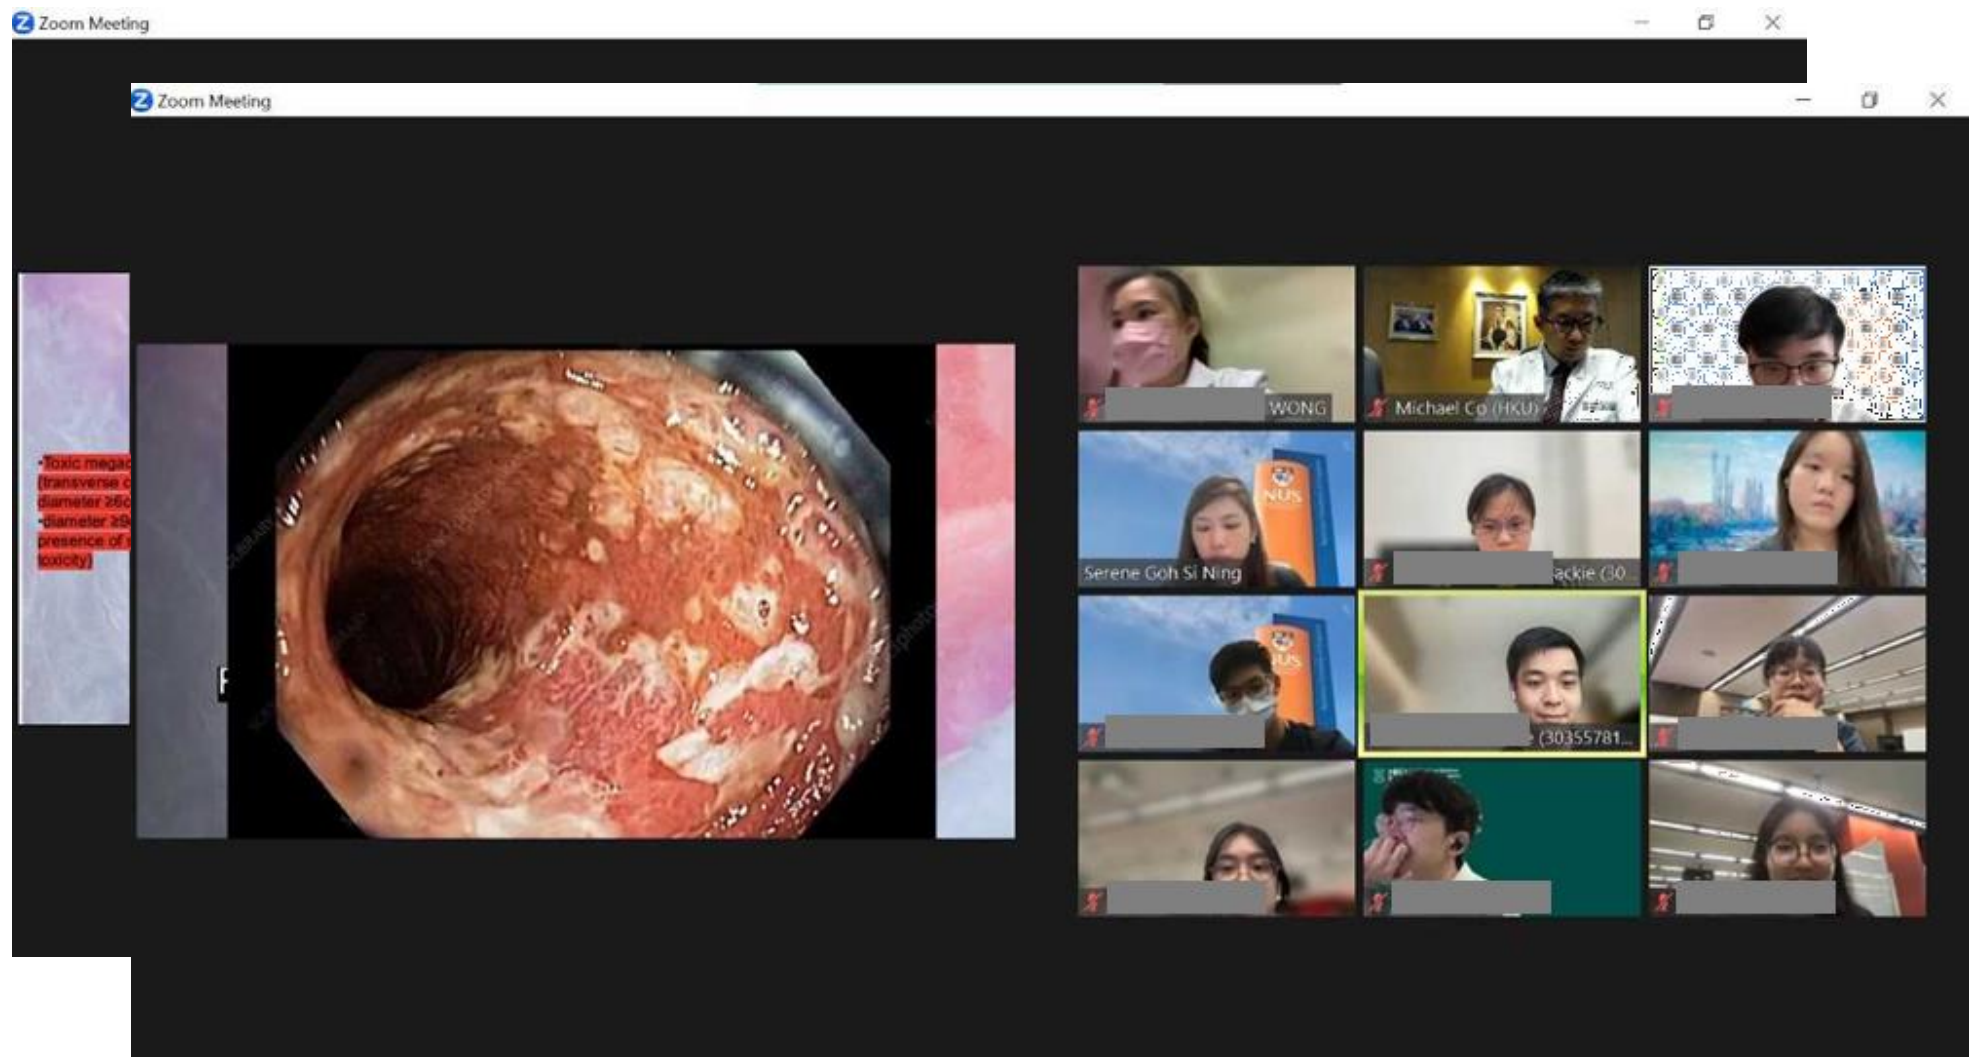 Zoom Meeting
Zoom Meeting
•Toxic megac
(transverse c
diameter ≥6c
•diameter ≥9
presence of
toxicity)
F
WONG
Michael Co (HKU)
NUS
Serene Goh Si Ning
ackie (30...
US
(30355781...